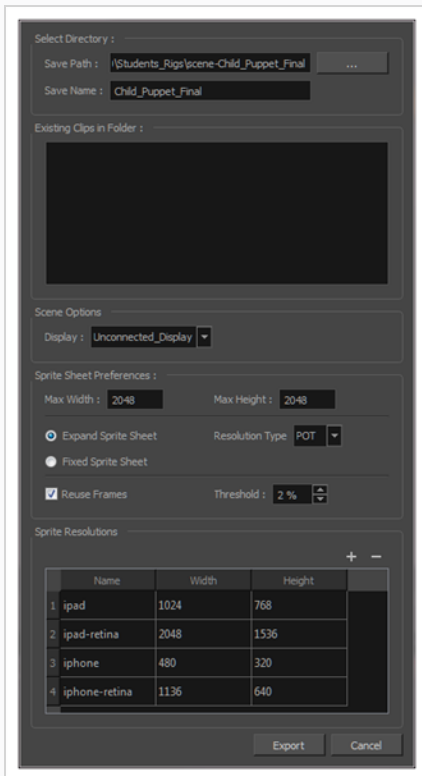 Select Directory :
Save Path : i\Students_Rigs\scene-Child_Puppet_Final ...
Save Name : Child_Puppet_Final
Existing Clips in Folder :
Scene Options
Display : Unconnected_Display
Sprite Sheet Preferences :
Max Width : 2048 Max Height : 2048
Expand Sprite Sheet Resolution Type POT
Fixed Sprite Sheet
Reuse Frames Threshold : 2 %
Sprite Resolutions
+ −
Name Width Height
1 ipad 1024 768
2 ipad-retina 2048 1536
3 iphone 480 320
4 iphone-retina 1136 640
Export Cancel